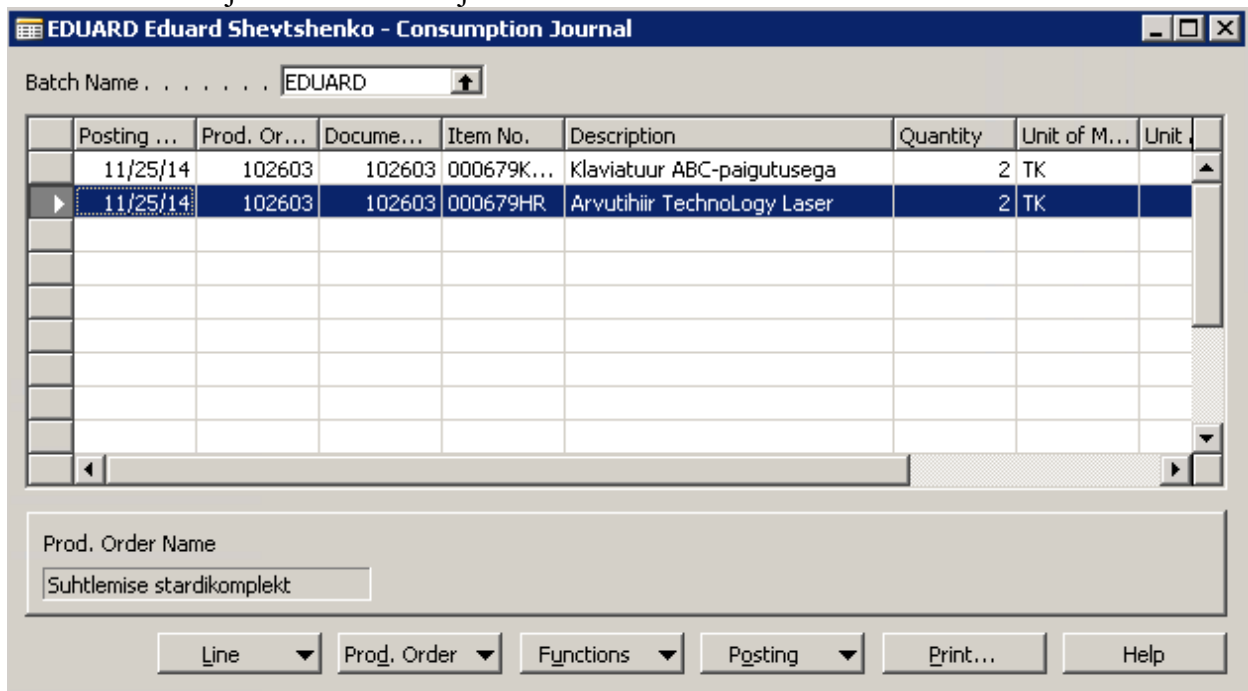 EDUARD Eduard Shevtshenko - Consumption Journal
Batch Name . . . . . . . EDUARD
Posting ... Prod. Or... Docume... Item No. Description Quantity Unit of M... Unit
11/25/14 102603 102603 000679K... Klaviatuur ABC-paigutusega 2 TK
11/25/14 102603 102603 000679HR Arvutihiir TechnoLogy Laser 2 TK
Prod. Order Name
Suhtlemise stardikomplekt
Line Prod. Order Functions Posting Print... Help